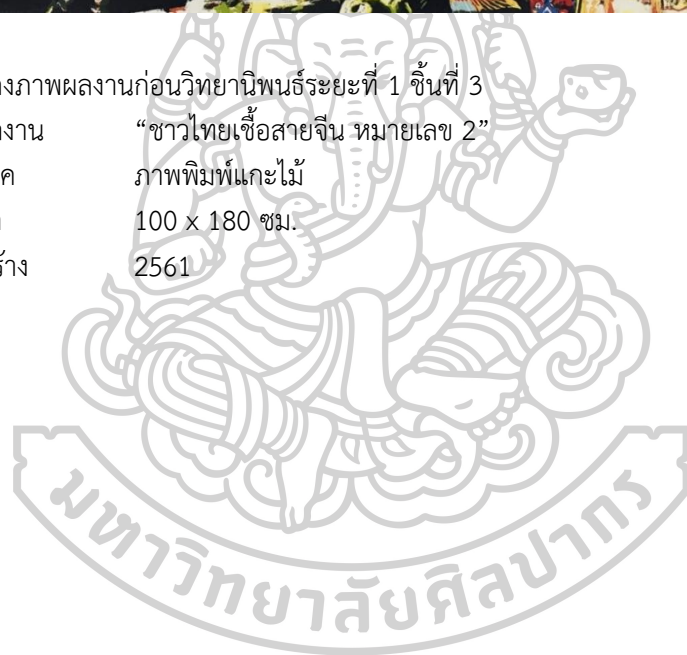 งภาพผลงานก่อนวิทยานิพนธ์ระยะที่ 1 ชิ้นที่ 3
งาน “ชาวไทยเชื้อสายจีน หมายเลข 2”
ค ภาพพิมพ์แกะไม้
100 x 180 ซม.
ร้าง 2561
มหาวิทยาลัยศิลปากร